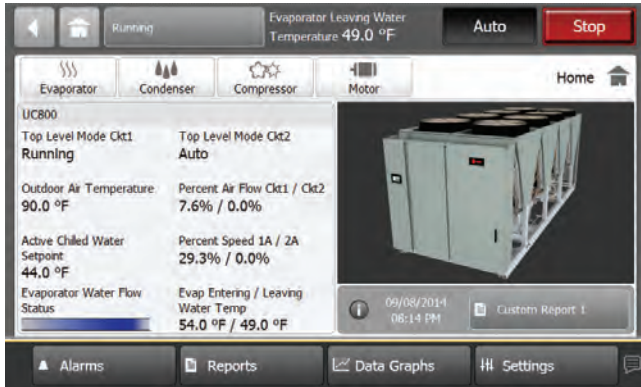 Running
Evaporator Leaving Water
Temperature 49.0 °F
Auto
Stop
Evaporator
Condenser
Compressor
Motor
Home
UC800
Top Level Mode Ckt1
Running
Top Level Mode Ckt2
Auto
Outdoor Air Temperature
90.0 °F
Percent Air Flow Ckt1 / Ckt2
7.6% / 0.0%
Active Chilled Water
Setpoint
44.0 °F
Percent Speed 1A / 2A
29.3% / 0.0%
Evaporator Water Flow
Status
Evap Entering / Leaving
Water Temp
54.0 °F / 49.0 °F
09/08/2014
08:14 PM
Custom Report 1
Alarms
Reports
Data Graphs
Settings